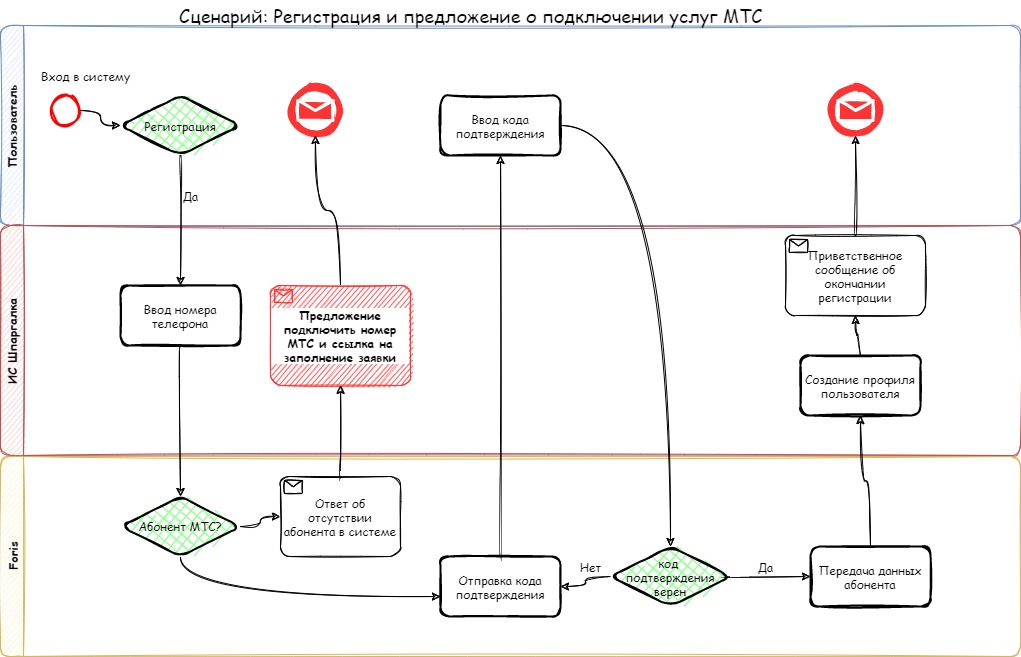 Сценарий: Регистрация и предложение о подключении услуг МТС
Пользователь
Вход в систему
Регистрация
Да
Ввод кода
подтверждения
ИС Шпаргалка
Ввод номера
телефона
Предложение
подключить номер
МТС и ссылка на
заполнение заявки
Приветственное
сообщение об
окончании
регистрации
Создание профиля
пользователя
Foris
Абонент МТС?
Ответ об
отсутствии
абонента в системе
Отправка кода
подтверждения
Нет
код
подтверждения
верен
Да
Передача данных
абонента